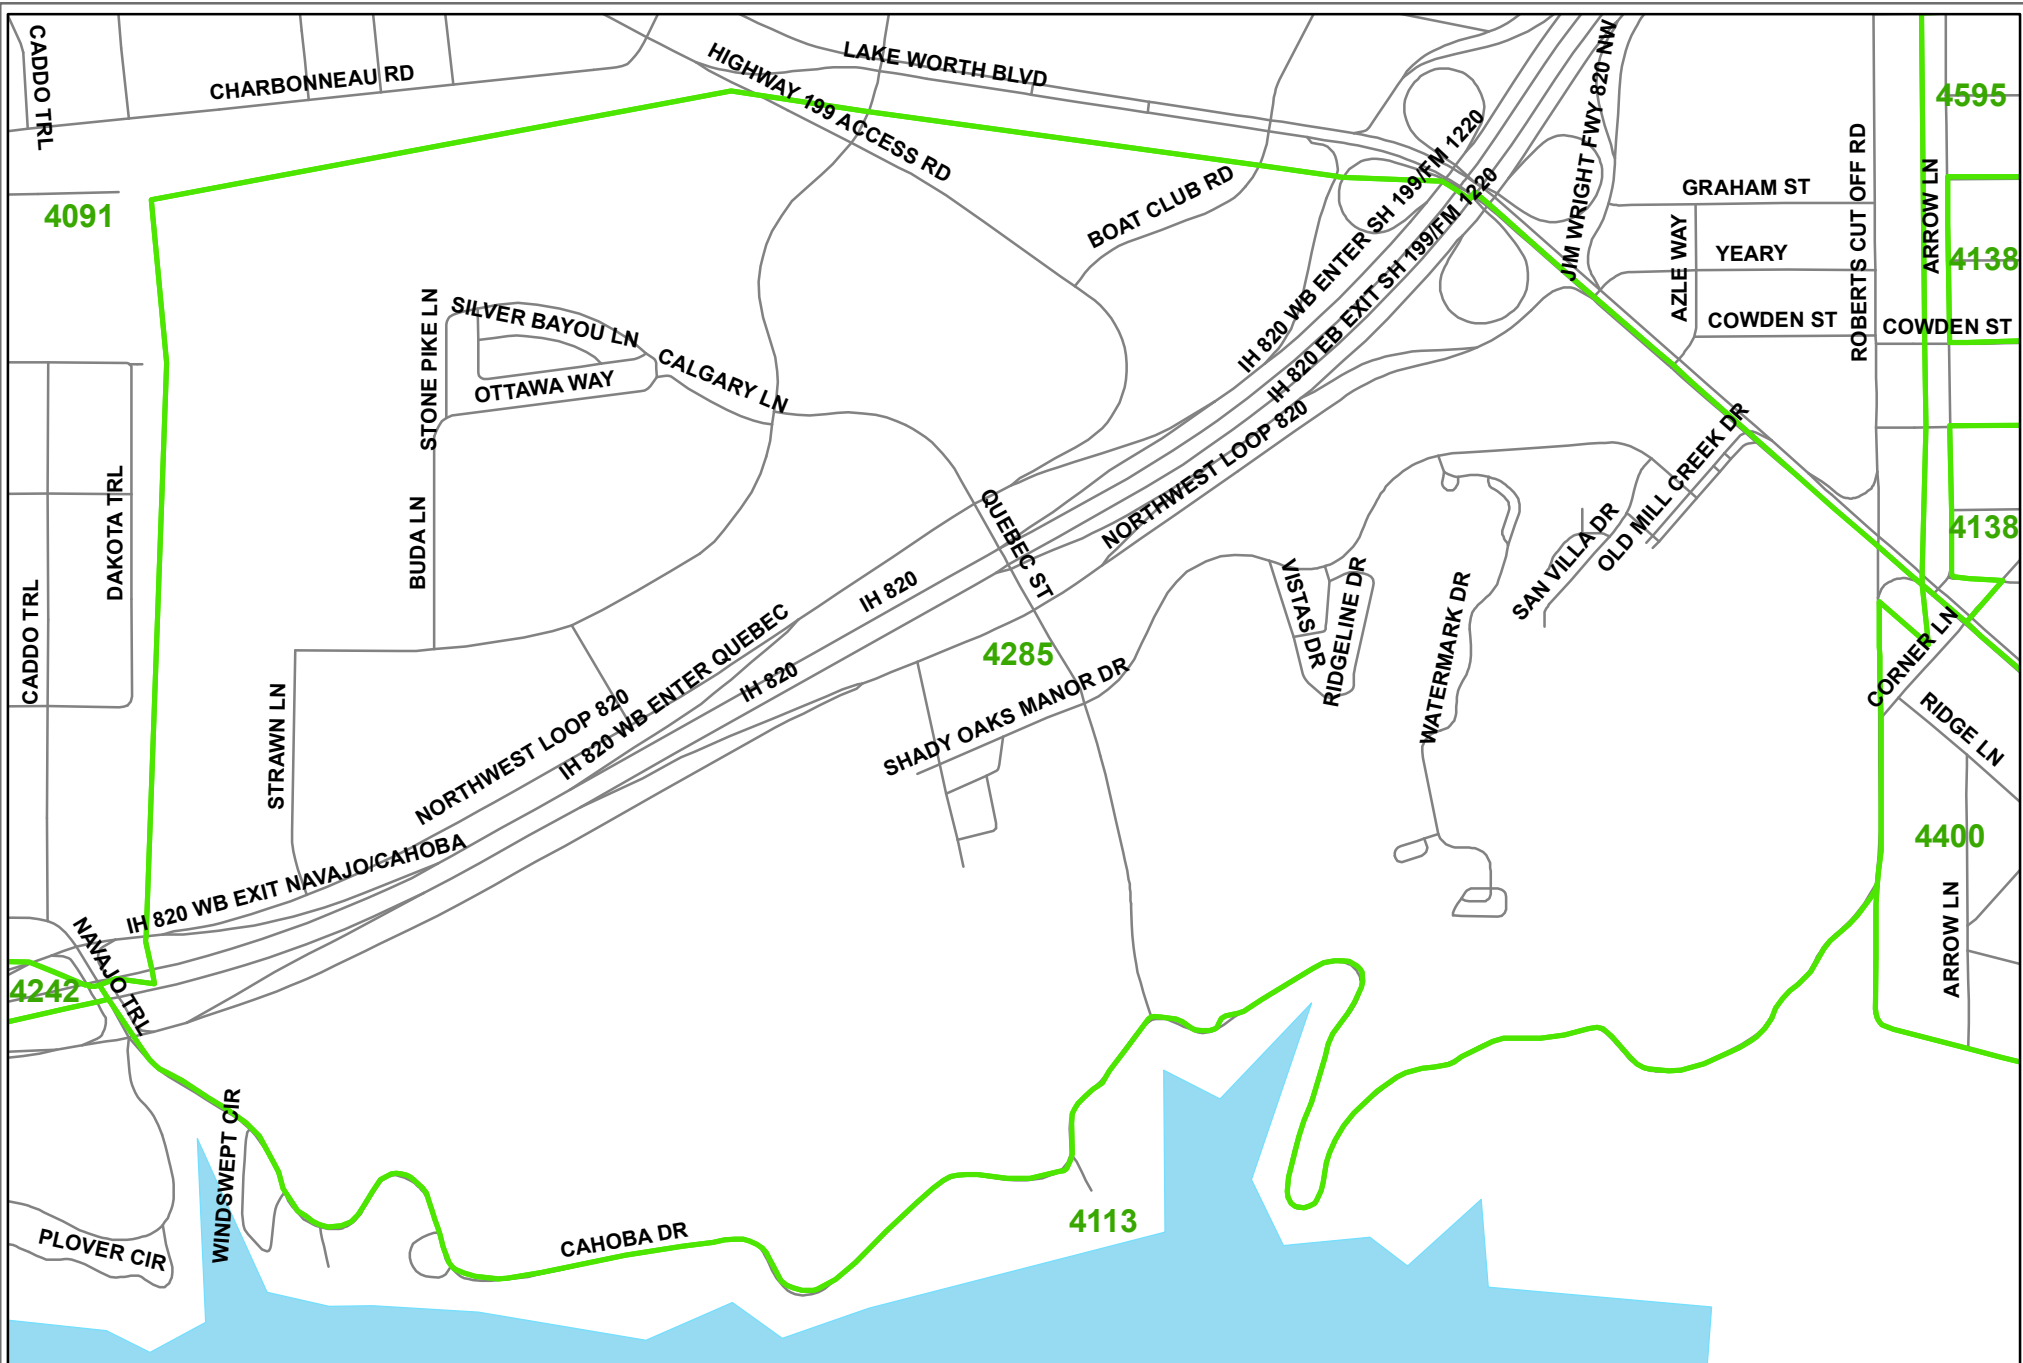 CADDO TRL
CHARBONNEAU RD
HIGHWAY 199 ACCESS RD
LAKE WORTH BLVD
JIM WRIGHT FWY 820 NW
4595
4091
BOAT CLUB RD
IH 820 WB ENTER SH 199/FM 1220
IH 820 EB EXIT SH 199/FM 1220
GRAHAM ST
YEARY
AZLE WAY
COWDEN ST
ROBERTS CUT OFF RD
ARROW LN
4138
COWDEN ST
STONE PIKE LN
SILVER BAYOU LN
OTTAWA WAY
CALGARY LN
NORTHWEST LOOP 820
OLD MILL CREEK DR
SAN VILLA DR
4138
DAKOTA TRL
BUDA LN
QUEBEC ST
IH 820
CADDO TRL
4285
VISTAS DR
RIDGELINE DR
WATERMARK DR
CORNER LN
RIDGE LN
STRAWN LN
NORTHWEST LOOP 820
IH 820 WB ENTER QUEBEC
IH 820
SHADY OAKS MANOR DR
IH 820 WB EXIT NAVAJO/CAHOBA
4400
ARROW LN
NAVAJO TRL
4242
WINDSWEPT CIR
PLOVER CIR
CAHOBA DR
4113